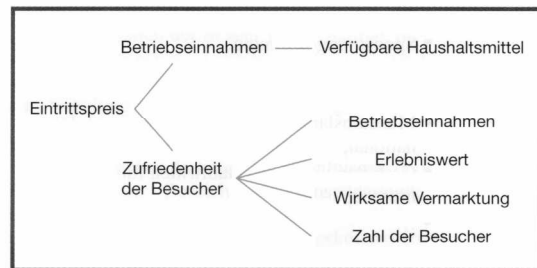 Betriebseinnahmen
Verfügbare Haushaltsmittel
Eintrittspreis
Betriebseinnahmen
Zufriedenheit
der Besucher
Erlebniswert
Wirksame Vermarktung
Zahl der Besucher